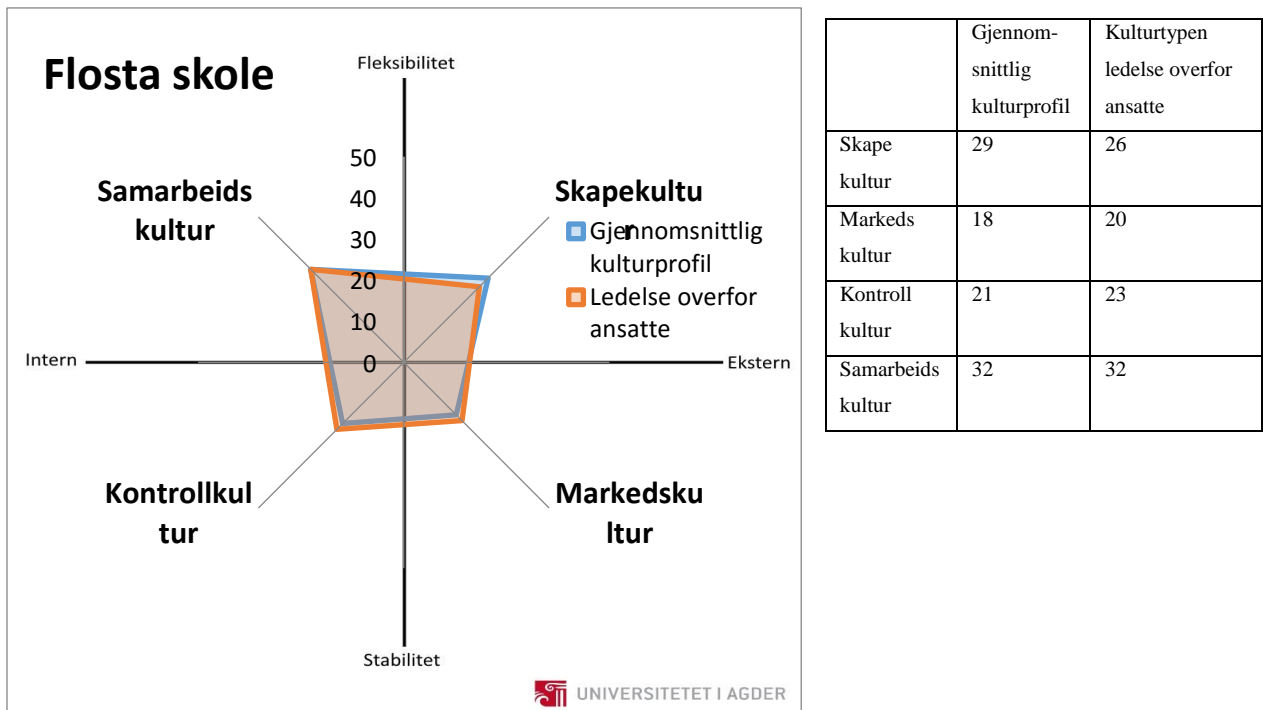 Flosta skole
Fleksibilitet
50
40
30
20
10
0
Samarbeids
kultur
Skapekultu
r
Gjennomsnittlig
kulturprofil
Ledelse overfor
ansatte
Intern
Ekstern
Kontrollkul
tur
Markedsku
ltur
Stabilitet
UNIVERSITETET I AGDER
Gjennom-
snittlig
kulturprofil
Kulturtypen
ledelse overfor
ansatte
Skape
kultur
29
26
Markeds
kultur
18
20
Kontroll
kultur
21
23
Samarbeids
kultur
32
32